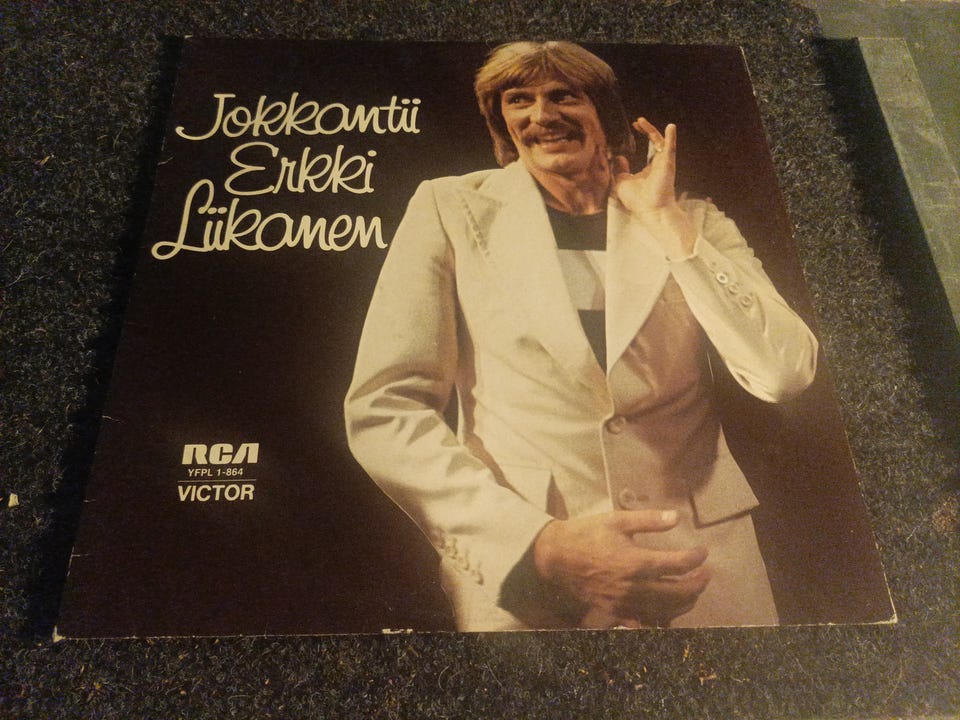 Jokkantii
Erkki
Liikanen
RCA
YFPL 1-864
VICTOR